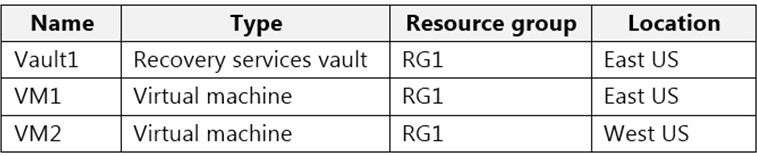 Name Type Resource group Location
Vault1 Recovery services vault RG1 East US
VM1 Virtual machine RG1 East US
VM2 Virtual machine RG1 West US